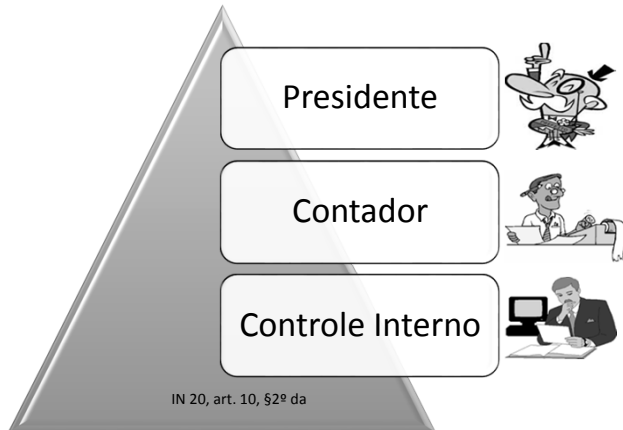 Presidente
Contador
Controle Interno
IN 20, art. 10, §2º da